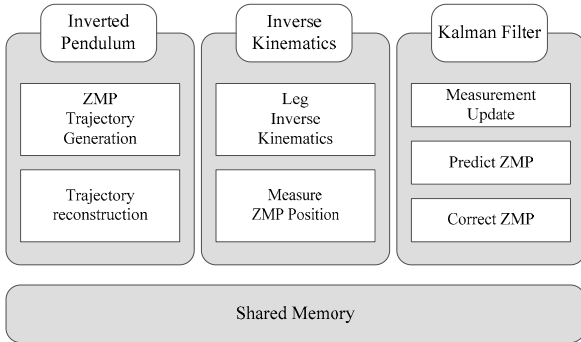 Inverted
Pendulum
ZMP
Trajectory
Generation
Trajectory
reconstruction
Inverse
Kinematics
Leg
Inverse
Kinematics
Measure
ZMP Position
Kalman Filter
Measurement
Update
Predict ZMP
Correct ZMP
Shared Memory